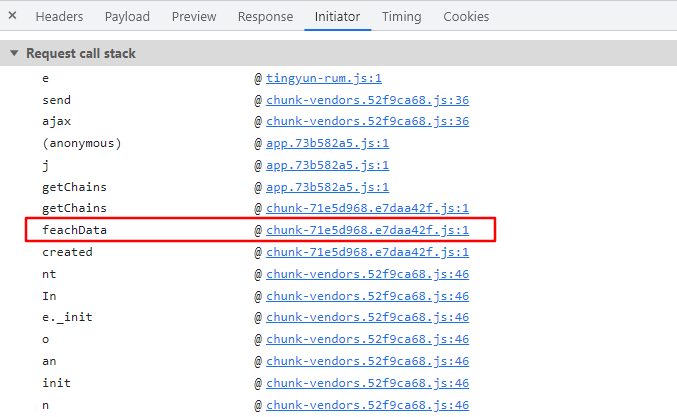 × Headers Payload Preview Response Initiator Timing Cookies
▼ Request call stack
e @ tingyun-rum.js:1
send @ chunk-vendors.52f9ca68.js:36
ajax @ chunk-vendors.52f9ca68.js:36
(anonymous) @ app.73b582a5.js:1
j @ app.73b582a5.js:1
getChains @ app.73b582a5.js:1
getChains @ chunk-71e5d968.e7daa42f.js:1
feachData @ chunk-71e5d968.e7daa42f.js:1
created @ chunk-71e5d968.e7daa42f.js:1
nt @ chunk-vendors.52f9ca68.js:46
In @ chunk-vendors.52f9ca68.js:46
e._init @ chunk-vendors.52f9ca68.js:46
o @ chunk-vendors.52f9ca68.js:46
an @ chunk-vendors.52f9ca68.js:46
init @ chunk-vendors.52f9ca68.js:46
n @ chunk-vendors.52f9ca68.js:46